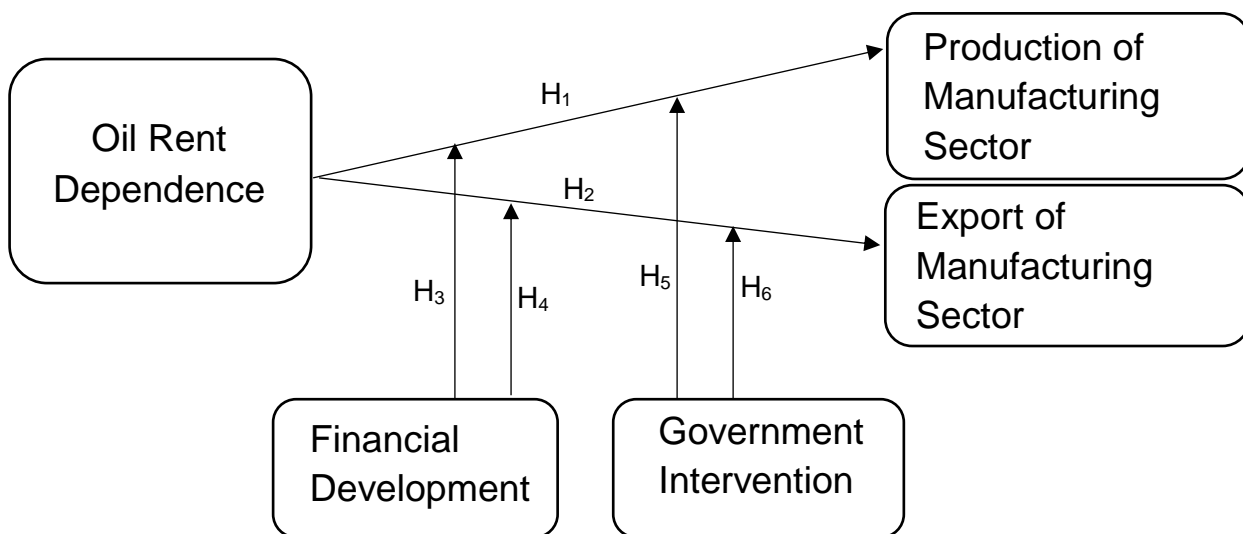 Oil Rent
Dependence
H₁
H₂
Production of
Manufacturing
Sector
Export of
Manufacturing
Sector
H₃
H₄
H₅
H₆
Financial
Development
Government
Intervention